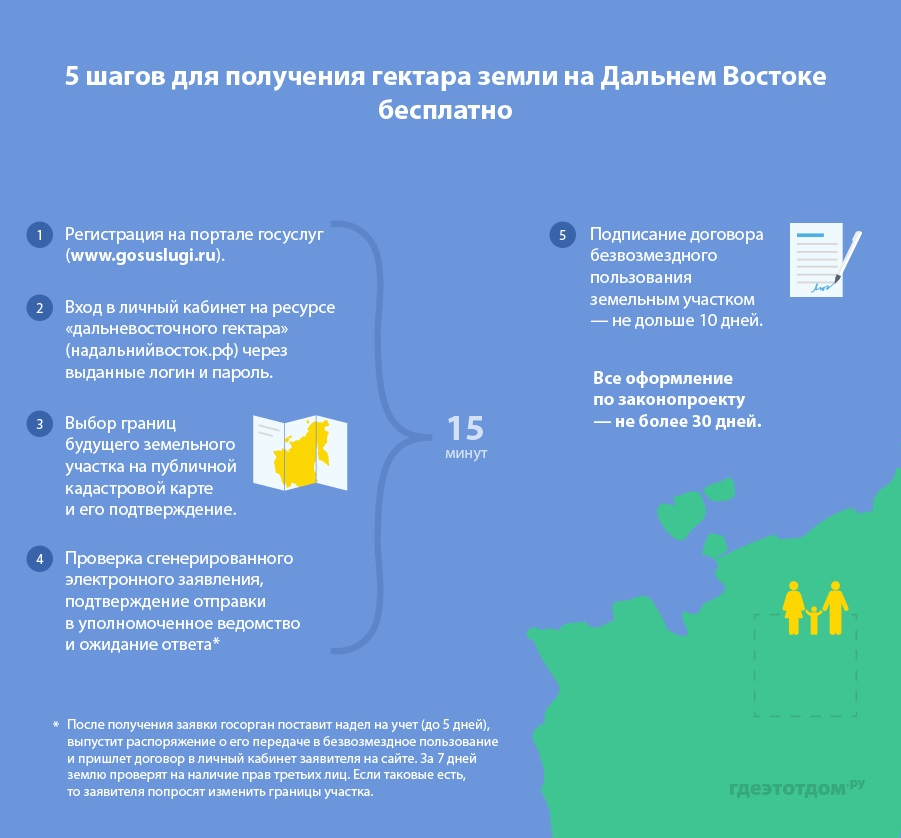 5 шагов для получения гектара земли на Дальнем Востоке
бесплатно
1 Регистрация на портале госуслуг
(www.gosuslugi.ru).
2 Вход в личный кабинет на ресурсе
«дальневосточного гектара»
(надальнийвосток.рф) через
выданные логин и пароль.
3 Выбор границ
будущего земельного
участка на публичной
кадастровой карте
и его подтверждение.
4 Проверка сгенерированного
электронного заявления,
подтверждение отправки
в уполномоченное ведомство
и ожидание ответа*
15
минут
5 Подписание договора
безвозмездного
пользования
земельным участком
— не дольше 10 дней.
Все оформление
по законопроекту
— не более 30 дней.
* После получения заявки госорган поставит надел на учет (до 5 дней),
выпустит распоряжение о его передаче в безвозмездное пользование
и пришлет договор в личный кабинет заявителя на сайте. За 7 дней
землю проверят на наличие прав третьих лиц. Если таковые есть,
то заявителя попросят изменить границы участка.
гдеэтотдом.ру